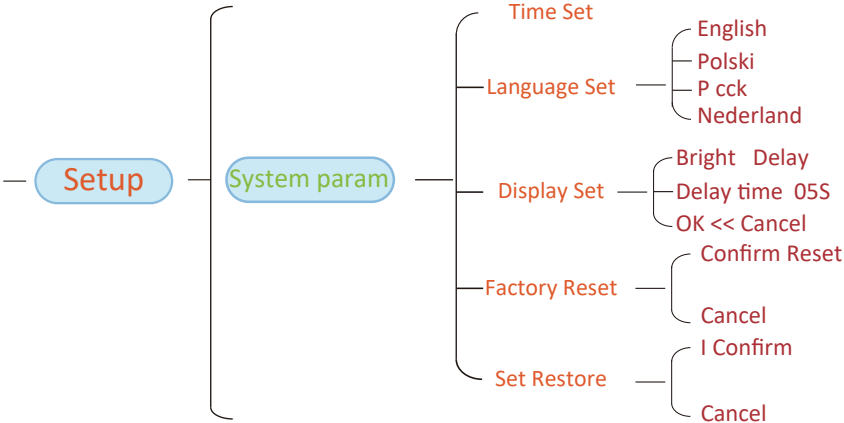 Setup
System param
Time Set
Language Set
English
Polski
P cck
Nederland
Display Set
Bright Delay
Delay time 05S
OK << Cancel
Factory Reset
Confirm Reset
Cancel
Set Restore
I Confirm
Cancel